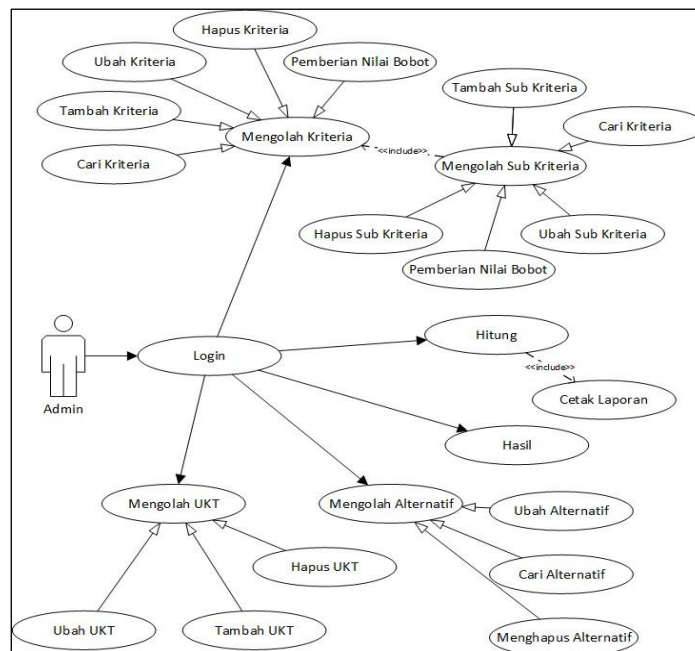 Hapus Kriteria
Ubah Kriteria
Pemberian Nilai Bobot
Tambah Kriteria
Mengolah Kriteria
Cari Kriteria
<<include>>
Tambah Sub Kriteria
Cari Kriteria
Mengolah Sub Kriteria
Hapus Sub Kriteria
Ubah Sub Kriteria
Pemberian Nilai Bobot
Admin
Login
Hitung
<<include>>
Cetak Laporan
Hasil
Mengolah UKT
Mengolah Alternatif
Ubah Alternatif
Hapus UKT
Cari Alternatif
Ubah UKT
Tambah UKT
Menghapus Alternatif